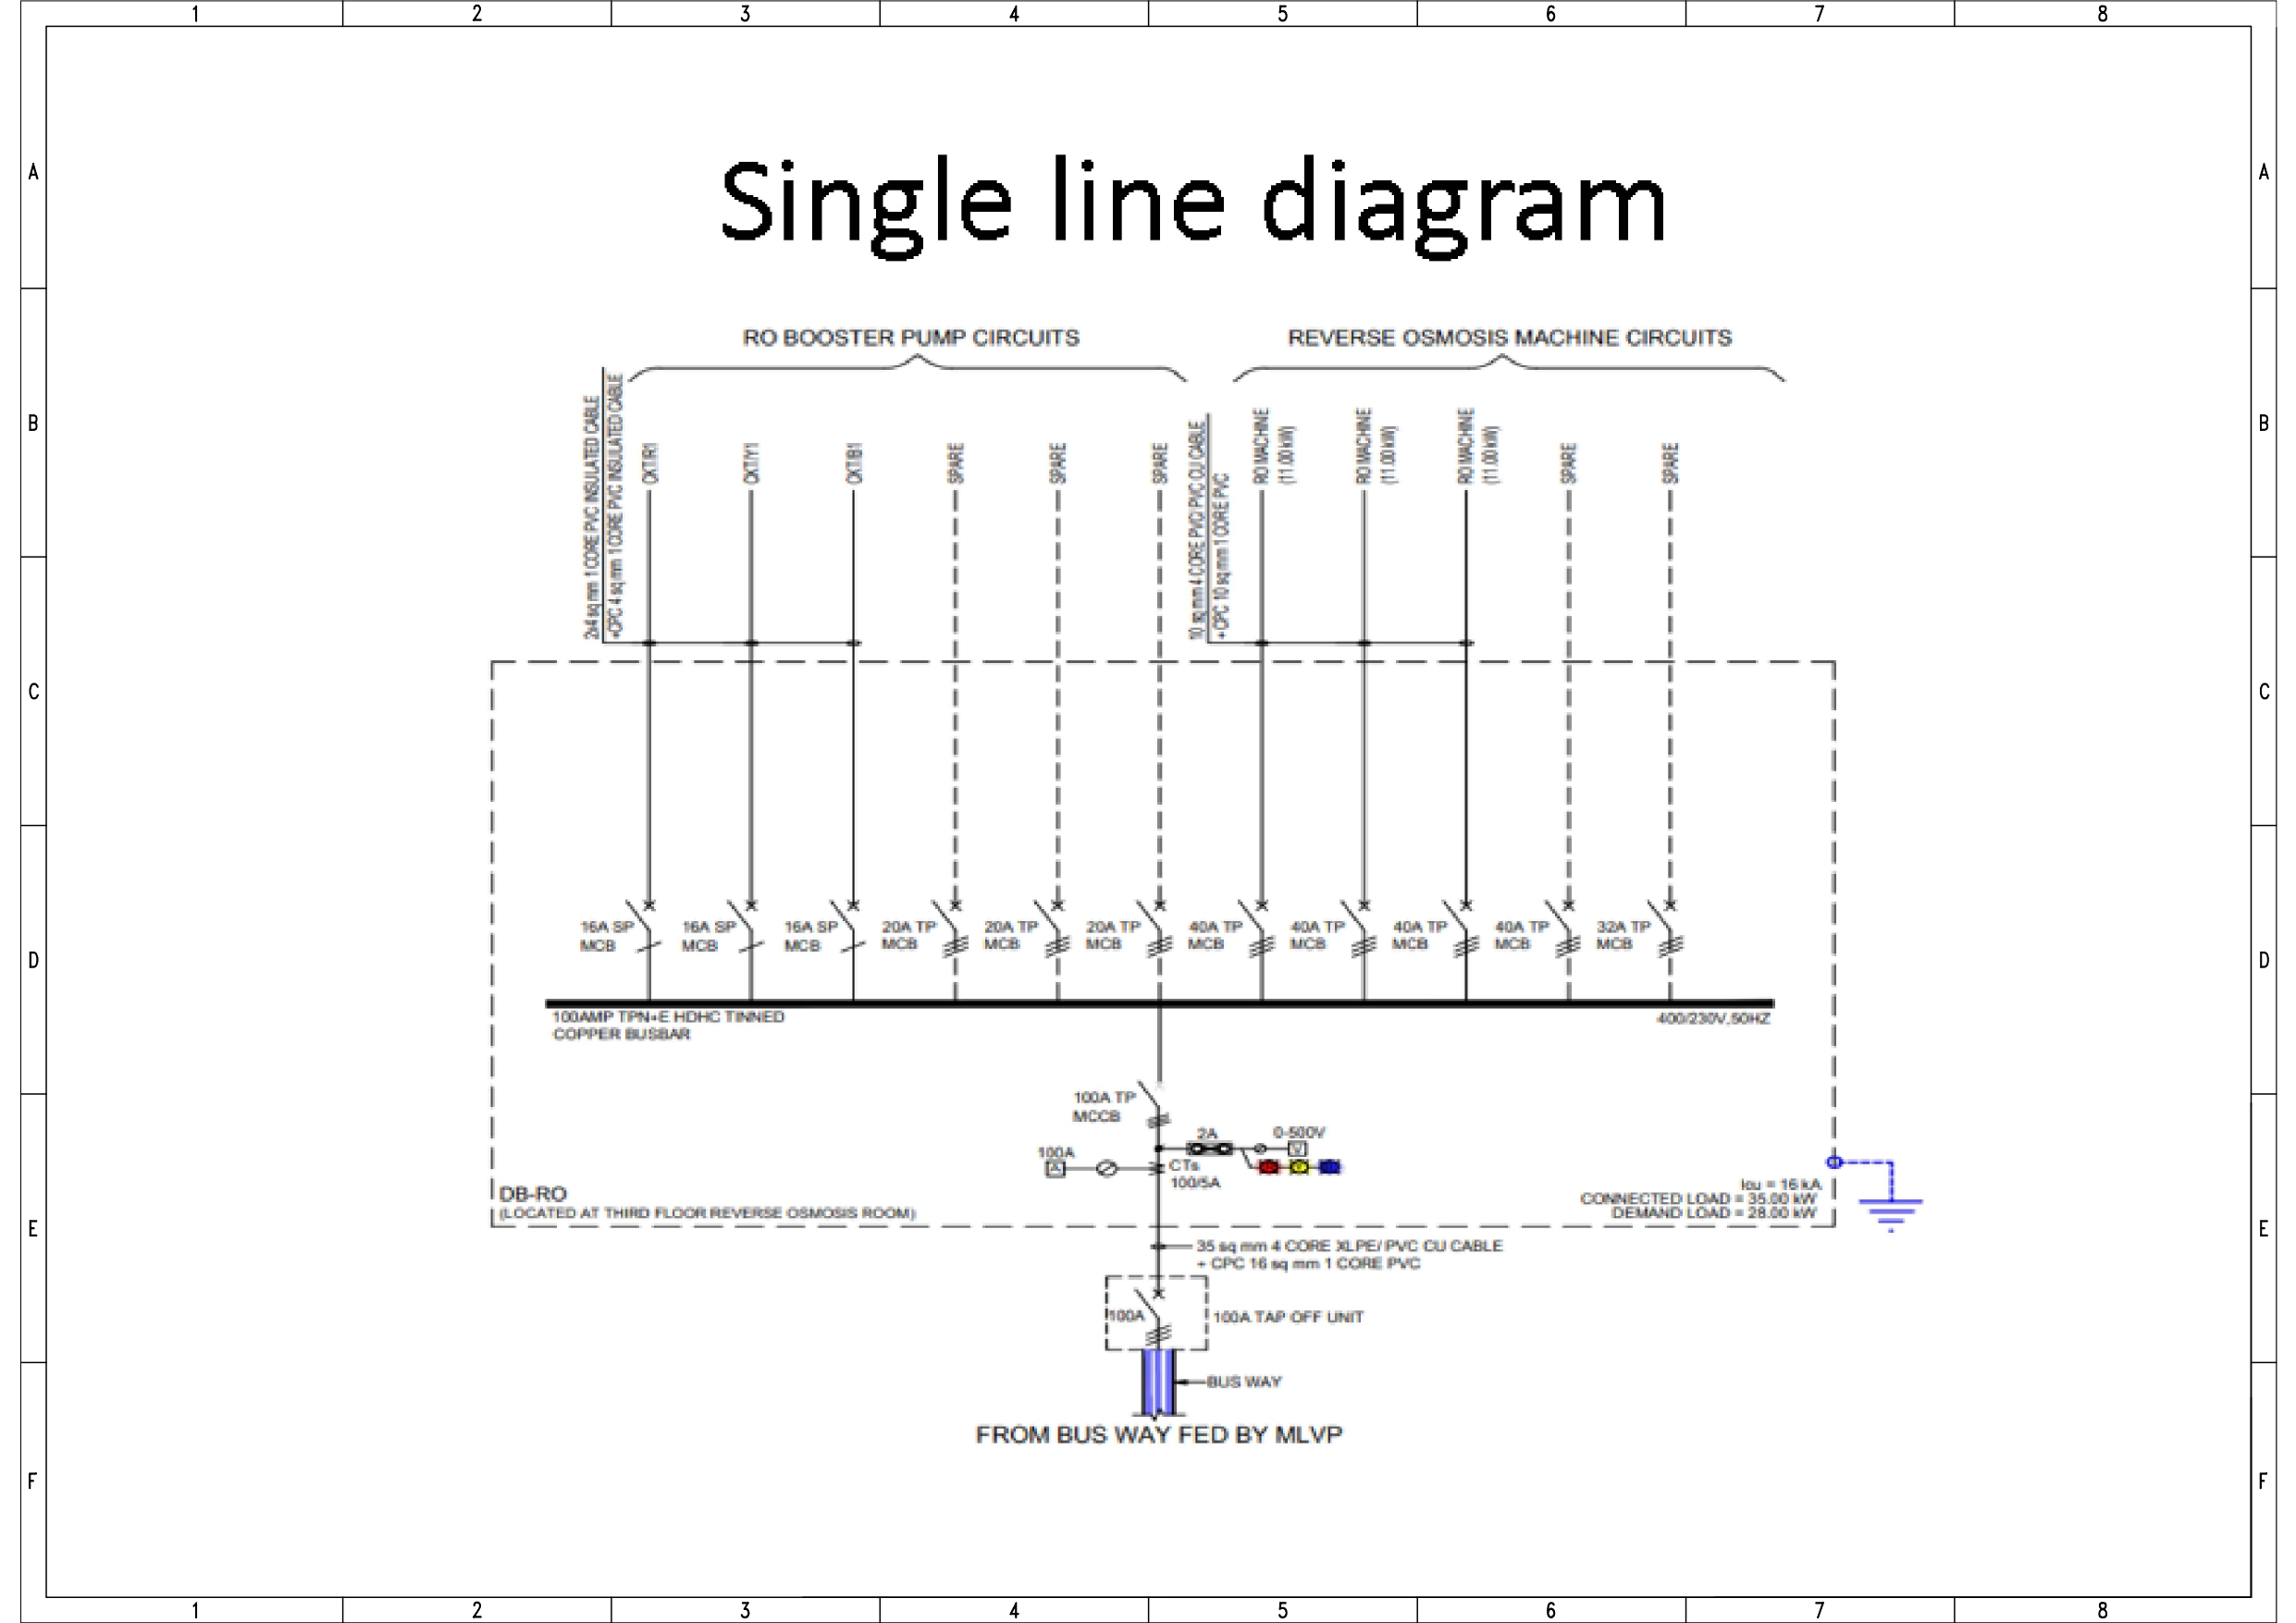 1 2 3 4 5 6 7 8
A A
Single line diagram
RO BOOSTER PUMP CIRCUITS
REVERSE OSMOSIS MACHINE CIRCUITS
B B
2x4 sq mm 1 CORE PVC INSULATED CABLE
+CPC 4 sq mm 1 CORE PVC INSULATED CABLE
CKT/R1
CKT/Y1
CKT/B1
SPARE
SPARE
SPARE
10 sq mm 4 CORE PVC/ PVC CU CABLE
+ CPC 10 sq mm 1 CORE PVC
RO MACHINE
(11.00 kW)
RO MACHINE
(11.00 kW)
RO MACHINE
(11.00 kW)
SPARE
SPARE
C C
16A SP
MCB
16A SP
MCB
16A SP
MCB
20A TP
MCB
20A TP
MCB
20A TP
MCB
40A TP
MCB
40A TP
MCB
40A TP
MCB
40A TP
MCB
32A TP
MCB
D D
100AMP TPN+E HDHC TINNED
COPPER BUSBAR
400/230V,50HZ
100A TP
MCCB
2A
0-500V
V
100A
A
CTs
100/5A
DB-RO
(LOCATED AT THIRD FLOOR REVERSE OSMOSIS ROOM)
Icu = 16 kA
CONNECTED LOAD = 35.00 kW
DEMAND LOAD = 28.00 kW
E E
35 sq mm 4 CORE XLPE/ PVC CU CABLE
+ CPC 16 sq mm 1 CORE PVC
100A
100A TAP OFF UNIT
BUS WAY
FROM BUS WAY FED BY MLVP
F F
1 2 3 4 5 6 7 8